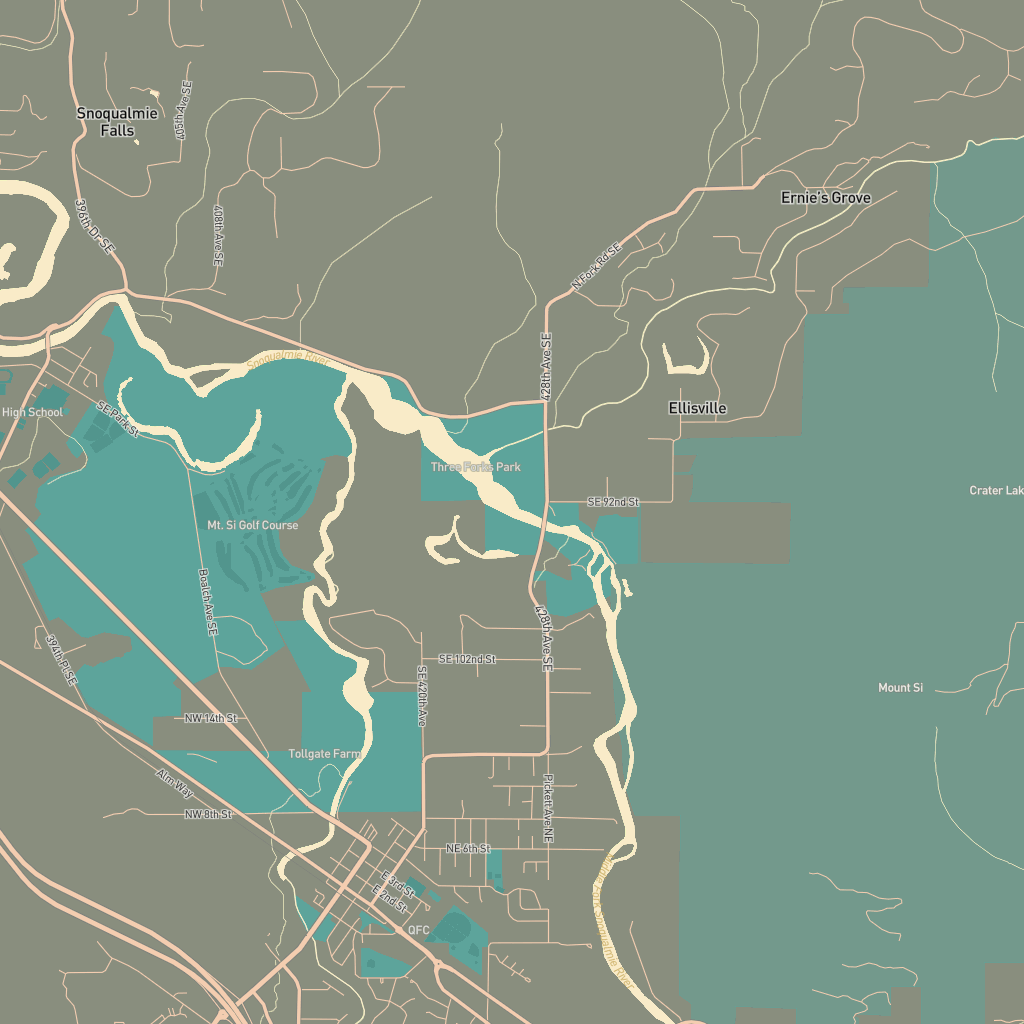 Snoqualmie
Falls
405th Ave SE
396th Dr SE
408th Ave SE
Ernie's Grove
N Fork Rd SE
428th Ave SE
Snoqualmie River
Ellisville
High School
SE Park St
Three Forks Park
Crater Lak
SE 92nd St
Mt. Si Golf Course
Boalch Ave SE
428th Ave SE
394th Pl SE
SE 102nd St
SE 420th Ave
Mount Si
NW 14th St
Tollgate Farm
Alm Way
Pickett Ave NE
NW 8th St
NE 6th St
E 3rd St
E 2nd St
QFC
Snoqualmie River